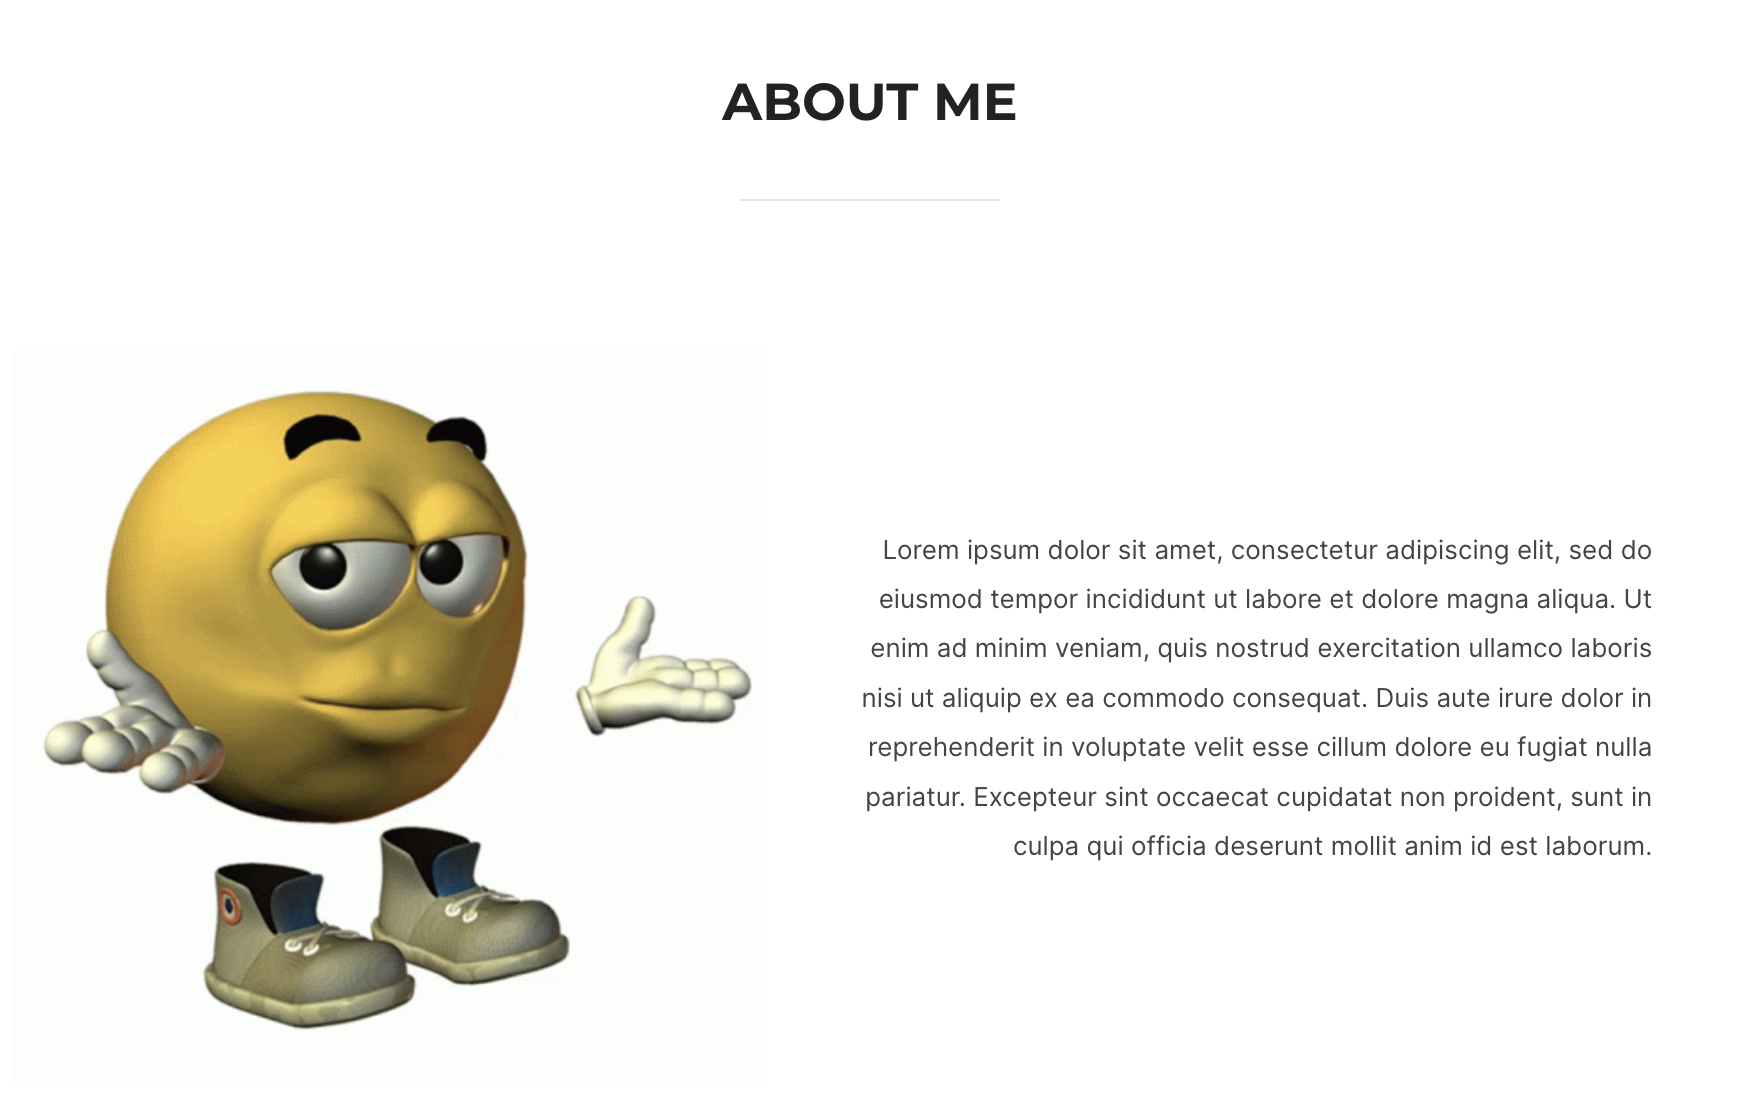 ABOUT ME
Lorem ipsum dolor sit amet, consectetur adipiscing elit, sed do
eiusmod tempor incididunt ut labore et dolore magna aliqua. Ut
enim ad minim veniam, quis nostrud exercitation ullamco laboris
nisi ut aliquip ex ea commodo consequat. Duis aute irure dolor in
reprehenderit in voluptate velit esse cillum dolore eu fugiat nulla
pariatur. Excepteur sint occaecat cupidatat non proident, sunt in
culpa qui officia deserunt mollit anim id est laborum.